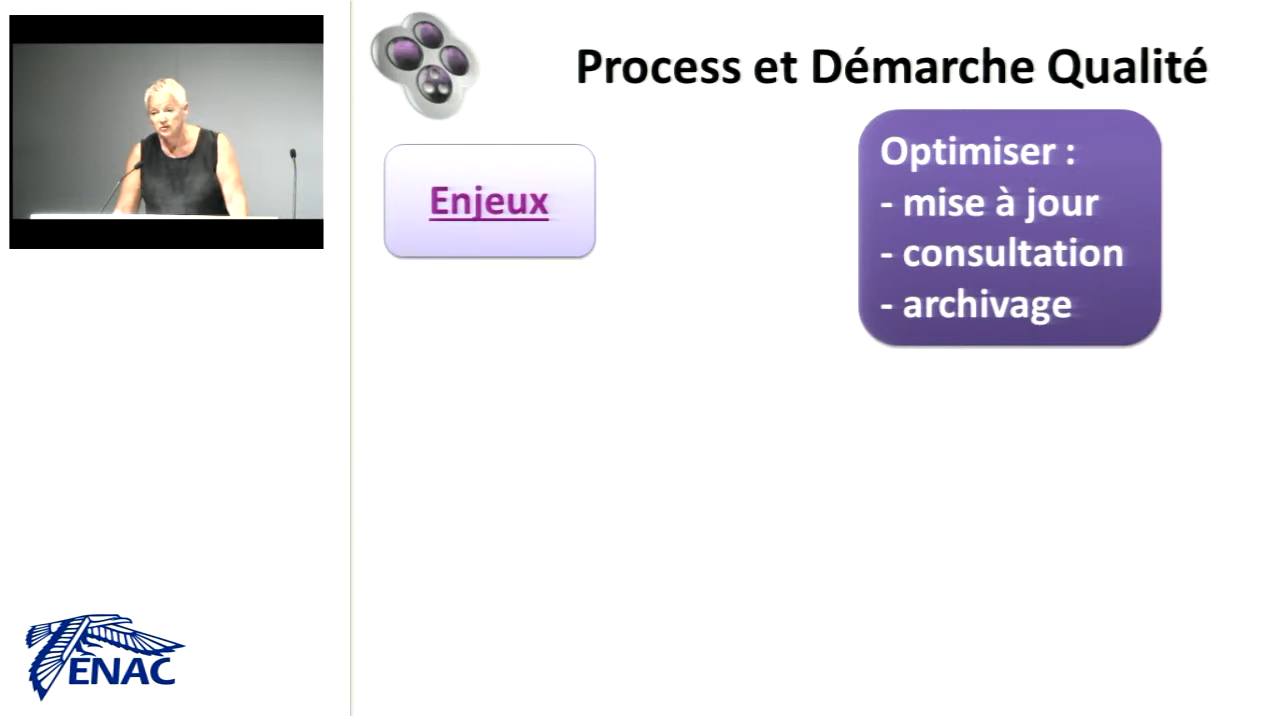 Process et Démarche Qualité
Enjeux
Optimiser :
- mise à jour
- consultation
- archivage
ENAC